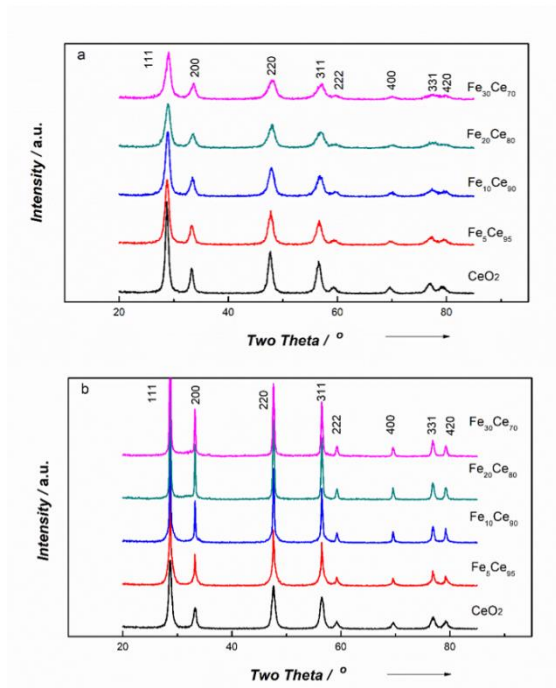 a
111
200
220
311
222
400
331
420
Fe₃₀Ce₇₀
Fe₂₀Ce₈₀
Fe₁₀Ce₉₀
Fe₅Ce₉₅
CeO₂
Intensity / a.u.
20
40
60
80
Two Theta / °
b
111
200
220
311
222
400
331
420
Fe₃₀Ce₇₀
Fe₂₀Ce₈₀
Fe₁₀Ce₉₀
Fe₅Ce₉₅
CeO₂
Intensity / a.u.
20
40
60
80
Two Theta / °